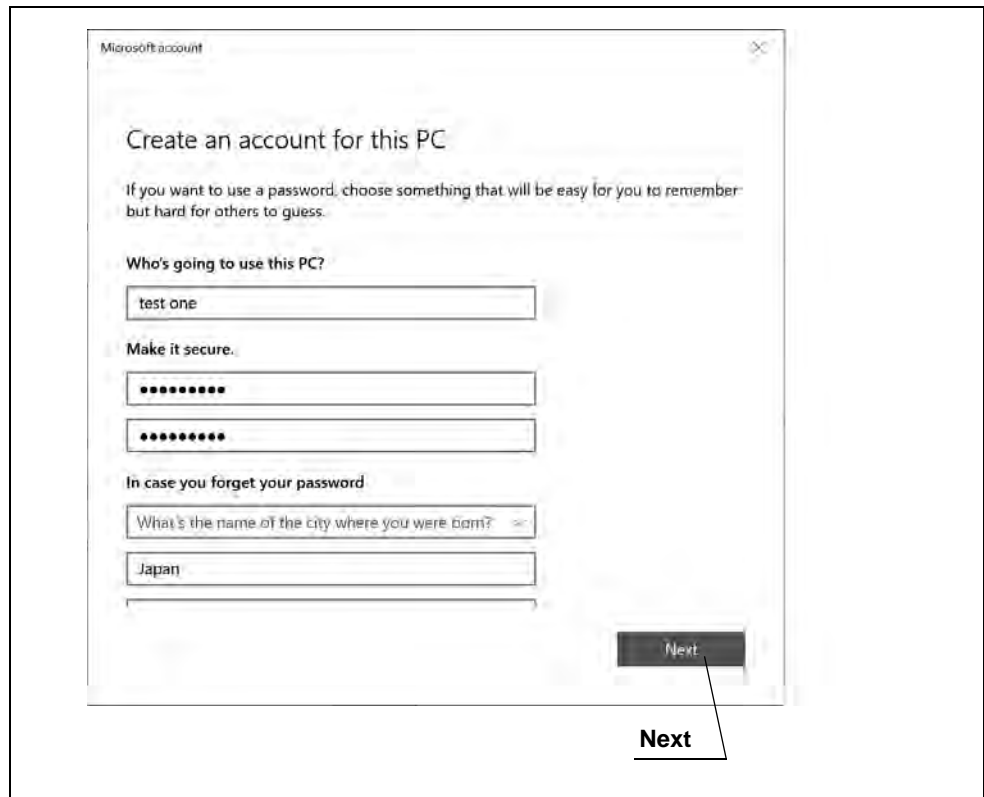 Microsoft account
Create an account for this PC
If you want to use a password, choose something that will be easy for you to remember
but hard for others to guess.
Who's going to use this PC?
test one
Make it secure.
•••••••••
•••••••••
In case you forget your password
What's the name of the city where you were born?
Japan
Next
Next